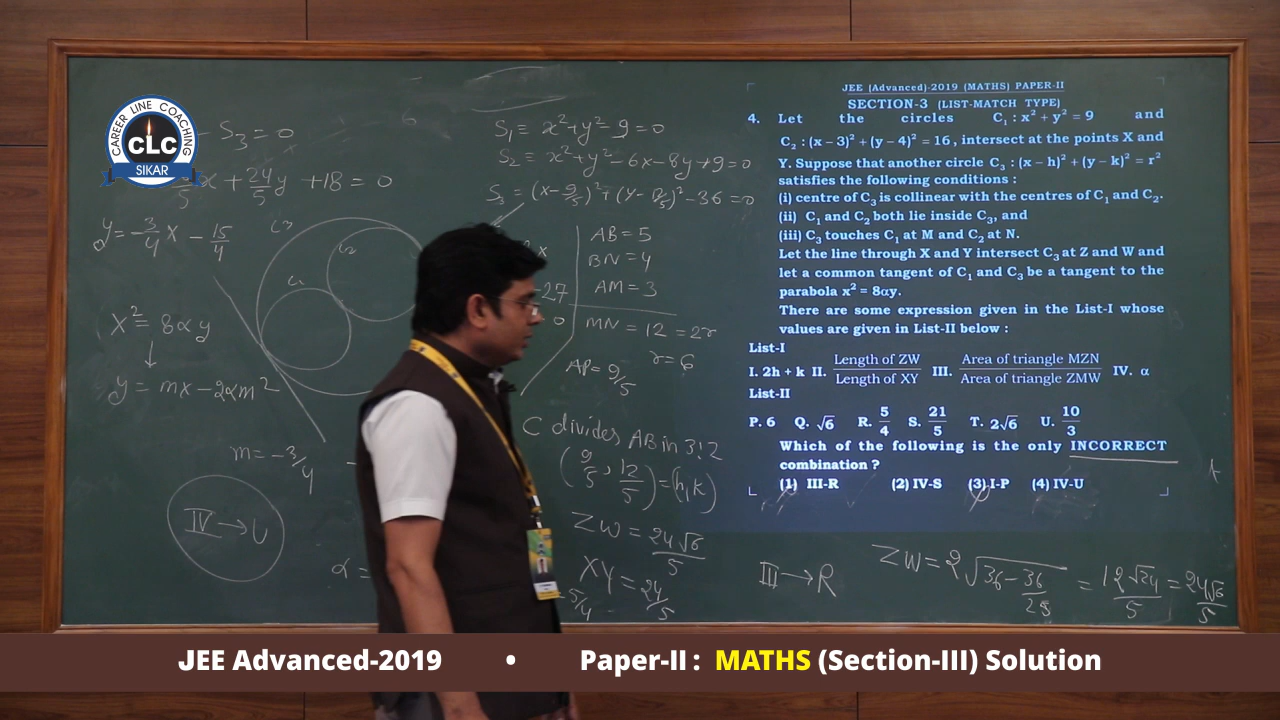 CAREER LINE COACHING
CLC
SIKAR
- S₃ = 0
x + 24/5 y + 18 = 0
y = -3/4 x - 15/4
C₃
C₂
C₁
x² = 8αy
↓
y = mx - 2αm²
m = -3/4
IV → U
α =
S₁ ≡ x² + y² - 9 = 0
S₂ ≡ x² + y² - 6x - 8y + 9 = 0
S₃ ≡ (x - 9/5)² + (y - 12/5)² - 36 = 0
AB = 5
BN = 4
AM = 3
MN = 12 = 2r
r = 6
AP = 9/5
C divides AB in 3:2
(9/5, 12/5) = (h, k)
ZW = 24√6/5
XY = 24/5
III → R
ZW = 2√(36 - 36/25) = 12√24/5 = 24√6/5
JEE (Advanced)-2019 (MATHS) PAPER-II
SECTION-3 (LIST-MATCH TYPE)
4. Let the circles C₁ : x² + y² = 9 and
C₂ : (x – 3)² + (y – 4)² = 16, intersect at the points X and
Y. Suppose that another circle C₃ : (x – h)² + (y – k)² = r²
satisfies the following conditions :
(i) centre of C₃ is collinear with the centres of C₁ and C₂.
(ii) C₁ and C₂ both lie inside C₃, and
(iii) C₃ touches C₁ at M and C₂ at N.
Let the line through X and Y intersect C₃ at Z and W and
let a common tangent of C₁ and C₃ be a tangent to the
parabola x² = 8αy.
There are some expression given in the List-I whose
values are given in List-II below :
List-I
I. 2h + k II. Length of ZW / Length of XY III. Area of triangle MZN / Area of triangle ZMW IV. α
List-II
P. 6 Q. √6 R. 5/4 S. 21/5 T. 2√6 U. 10/3
Which of the following is the only INCORRECT
combination ?
(1) III-R (2) IV-S (3) I-P (4) IV-U
JEE Advanced-2019 • Paper-II : MATHS (Section-III) Solution